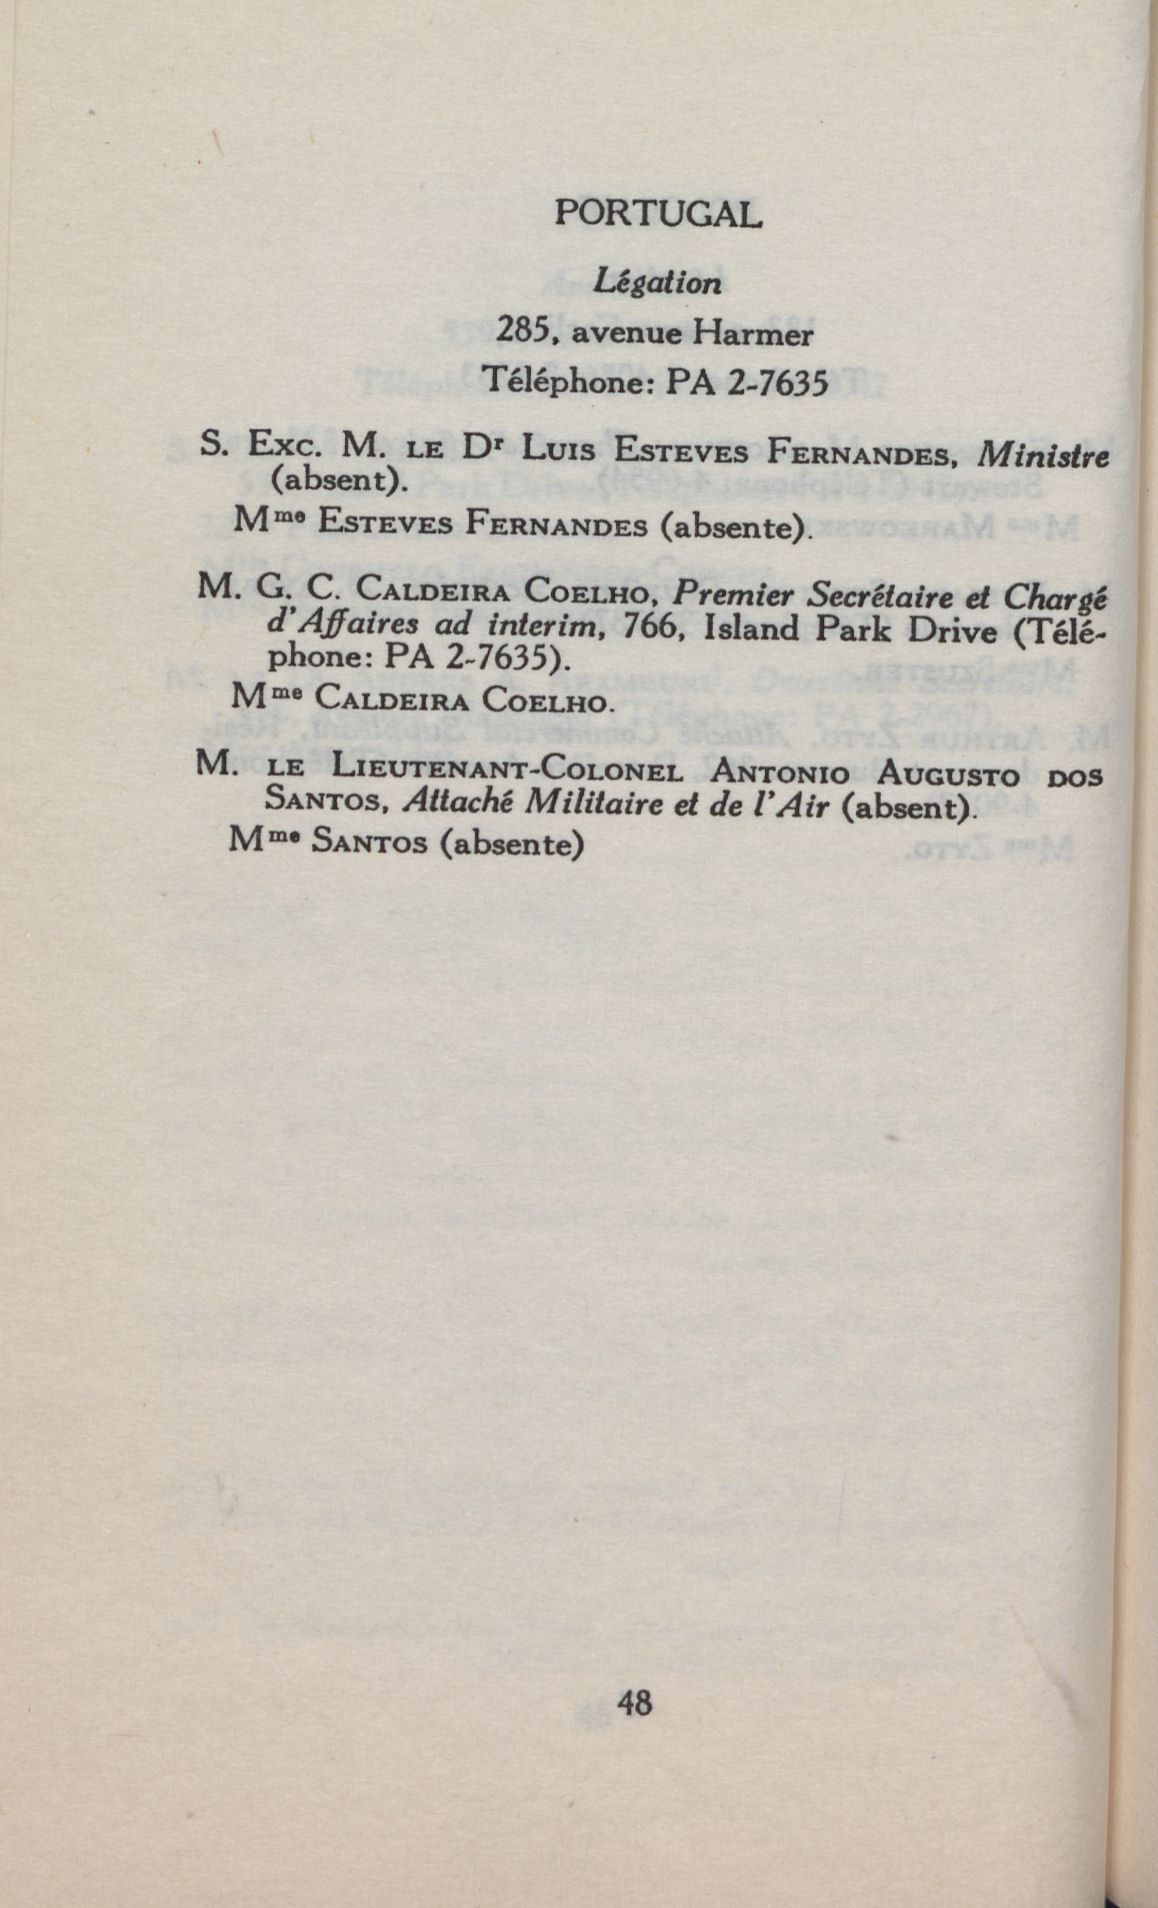 PORTUGAL
Légation
285, avenue Harmer
Téléphone: PA 2-7635
S. Exc. M. le Dr Luis Esteves Fernandes, Ministre
(absent).
Mme Esteves Fernandes (absente).
M. G. C. Caldeira Coelho, Premier Secrétaire et Chargé
d'Affaires ad interim, 766, Island Park Drive (Télé-
phone: PA 2-7635).
Mme Caldeira Coelho.
M. le Lieutenant-Colonel Antonio Augusto dos
Santos, Attaché Militaire et de l'Air (absent).
Mme Santos (absente)
48